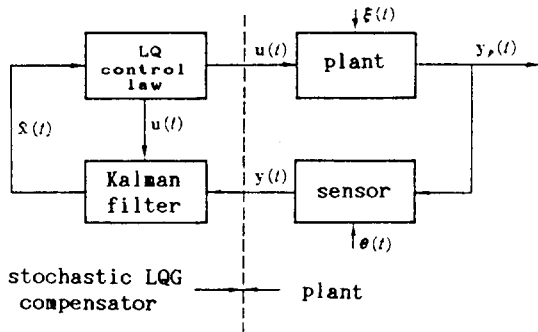 ξ(t)
LQ
control
law
u(t)
plant
y_p(t)
x̂(t)
u(t)
Kalman
filter
y(t)
sensor
θ(t)
stochastic LQG
compensator
plant